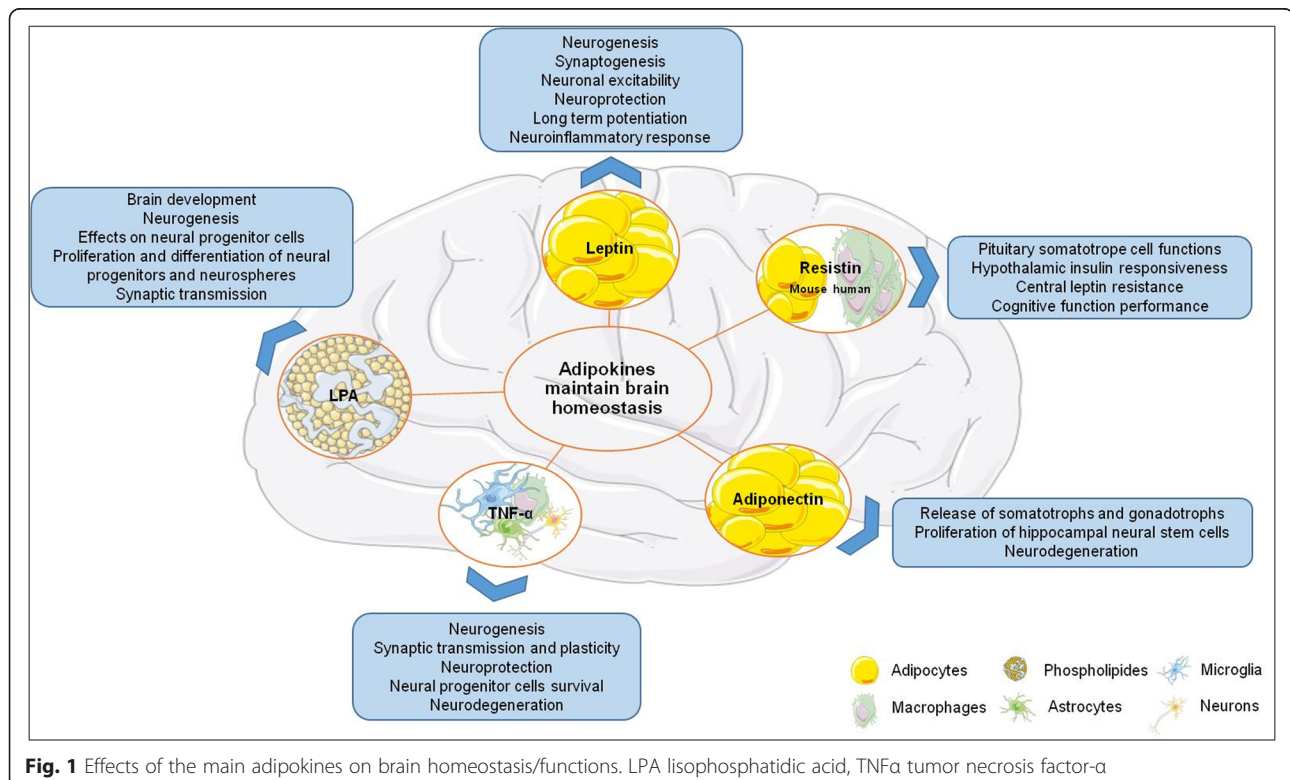 Neurogenesis
Synaptogenesis
Neuronal excitability
Neuroprotection
Long term potentiation
Neuroinflammatory response
Brain development
Neurogenesis
Effects on neural progenitor cells
Proliferation and differentiation of neural
progenitors and neurospheres
Synaptic transmission
Leptin
Resistin
Mouse human
Pituitary somatotrope cell functions
Hypothalamic insulin responsiveness
Central leptin resistance
Cognitive function performance
LPA
Adipokines
maintain brain
homeostasis
TNF-α
Adiponectin
Release of somatotrophs and gonadotrophs
Proliferation of hippocampal neural stem cells
Neurodegeneration
Neurogenesis
Synaptic transmission and plasticity
Neuroprotection
Neural progenitor cells survival
Neurodegeneration
Adipocytes
Phospholipides
Microglia
Macrophages
Astrocytes
Neurons
Fig. 1 Effects of the main adipokines on brain homeostasis/functions. LPA lisophosphatidic acid, TNFα tumor necrosis factor-α